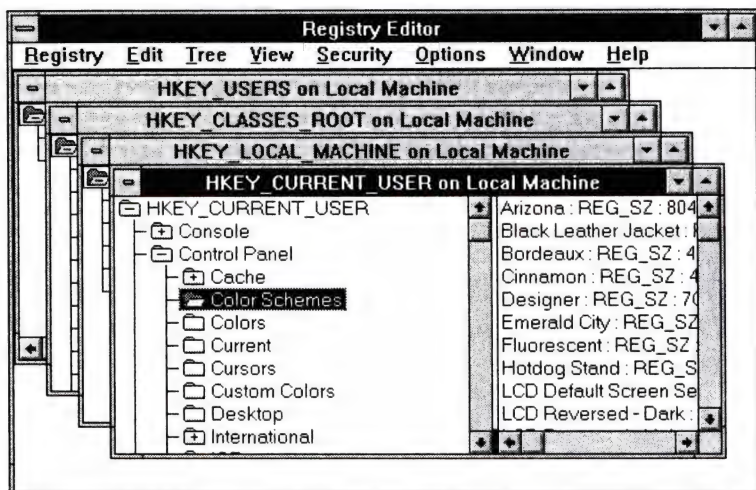 Registry Editor
Registry Edit Tree View Security Options Window Help
HKEY_USERS on Local Machine
HKEY_CLASSES_ROOT on Local Machine
HKEY_LOCAL_MACHINE on Local Machine
HKEY_CURRENT_USER on Local Machine
HKEY_CURRENT_USER
Console
Control Panel
Cache
Color Schemes
Colors
Current
Cursors
Custom Colors
Desktop
International
Arizona : REG_SZ : 804
Black Leather Jacket :
Bordeaux : REG_SZ : 4
Cinnamon : REG_SZ : 4
Designer : REG_SZ : 70
Emerald City : REG_SZ
Fluorescent : REG_SZ :
Hotdog Stand : REG_S
LCD Default Screen Se
LCD Reversed - Dark :